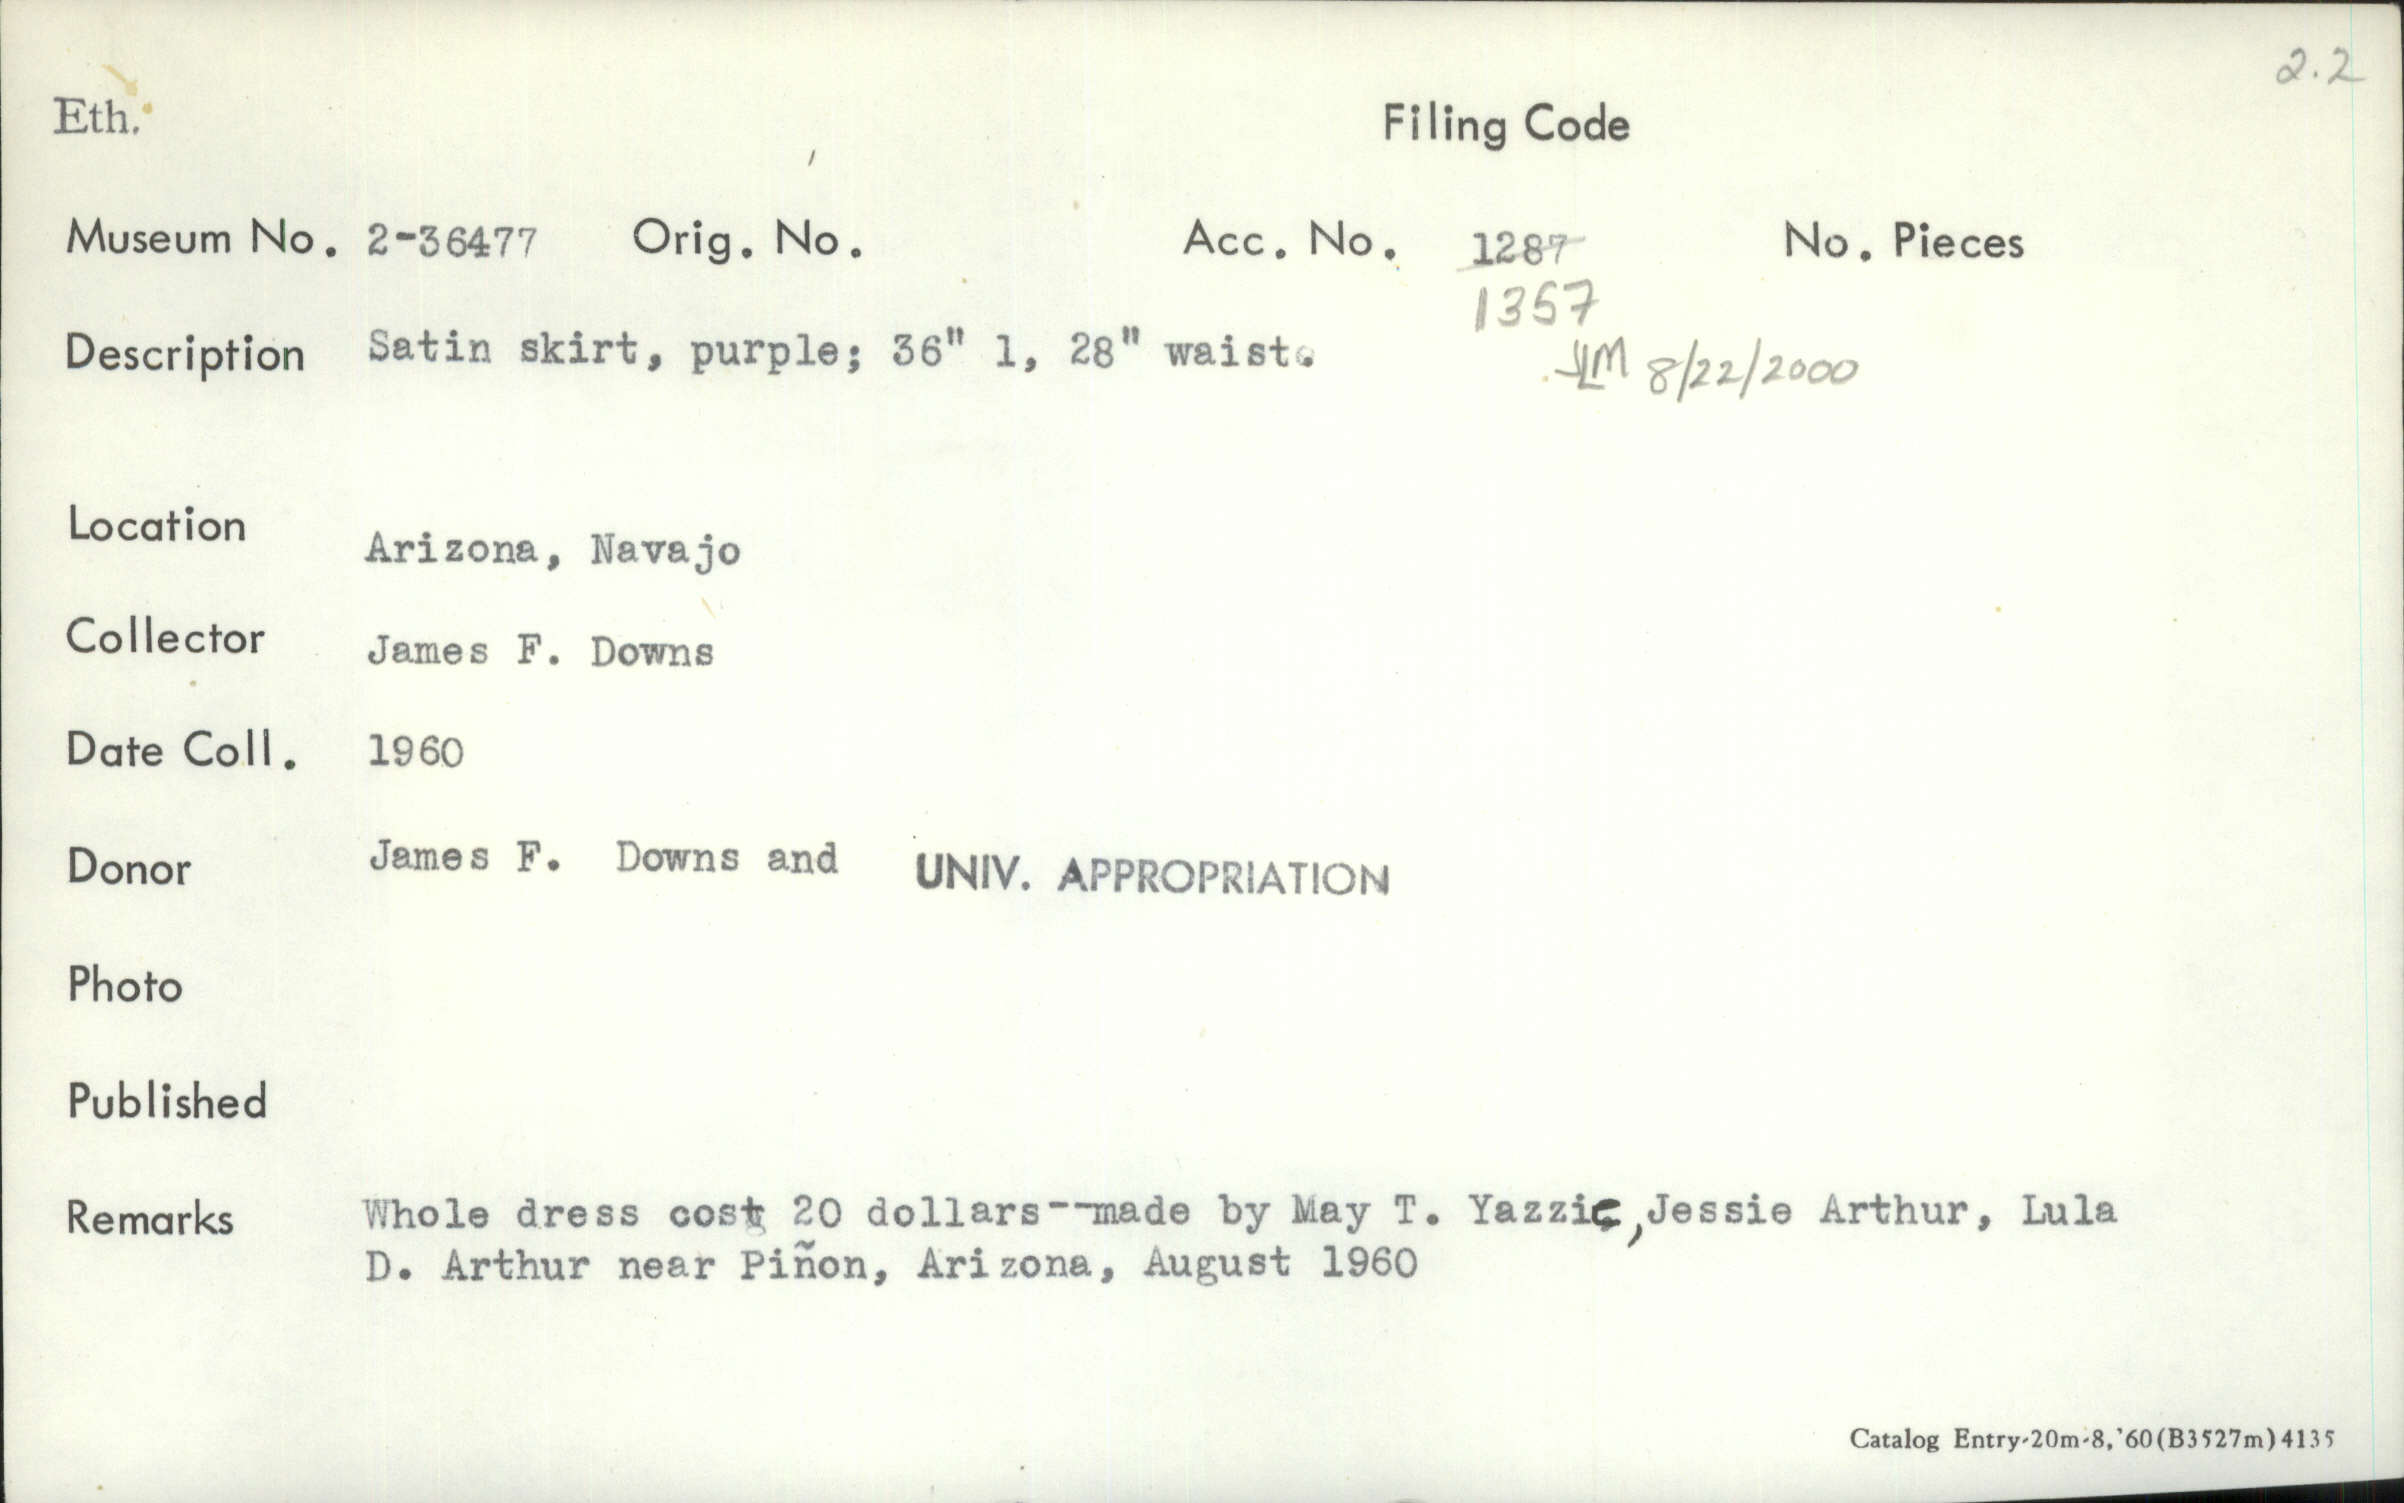 2.2
Eth. Filing Code
Museum No. 2-36477 Orig. No. Acc. No. 1287 No. Pieces
1357
Description Satin skirt, purple; 36" l, 28" waist.
JLM 8/22/2000
Location Arizona, Navajo
Collector James F. Downs
Date Coll. 1960
Donor James F. Downs and UNIV. APPROPRIATION
Photo
Published
Remarks Whole dress cost 20 dollars--made by May T. Yazzie, Jessie Arthur, Lula
D. Arthur near Piñon, Arizona, August 1960
Catalog Entry-20m-8,'60(B3527m)4135